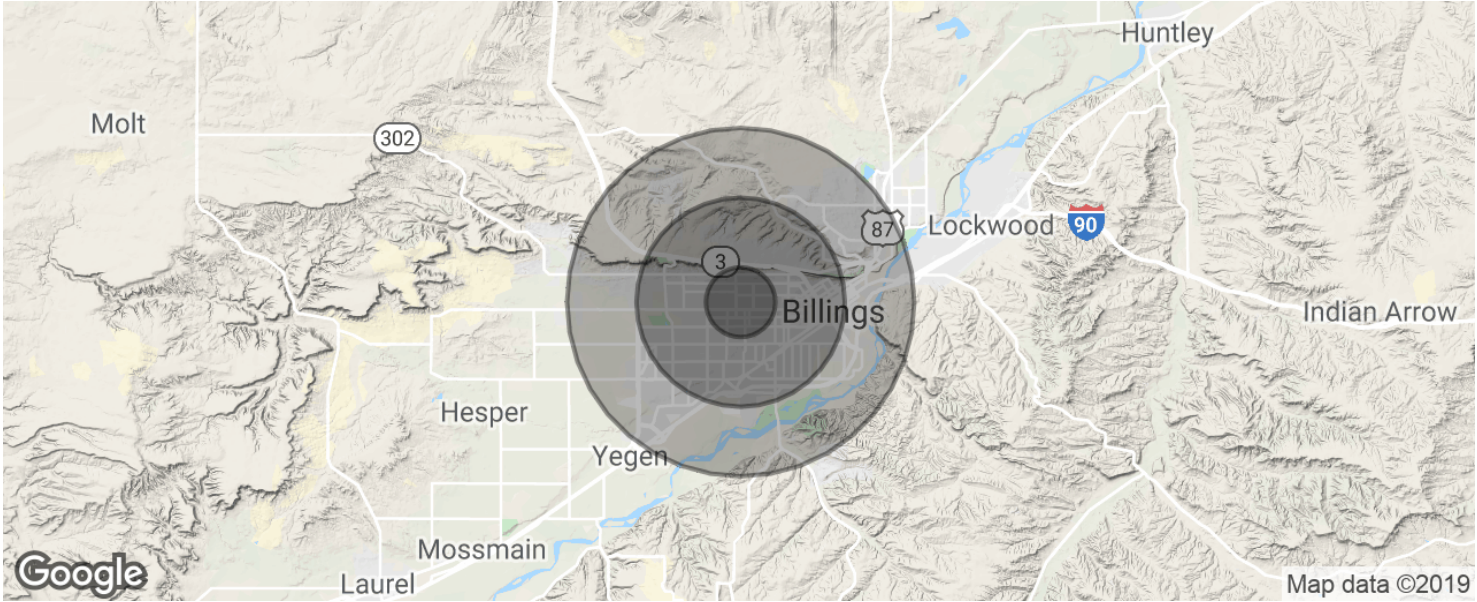 Huntley
Molt
302
87
Lockwood
90
3
Billings
Indian Arrow
Hesper
Yegen
Mossmain
Laurel
Google
Map data ©2019